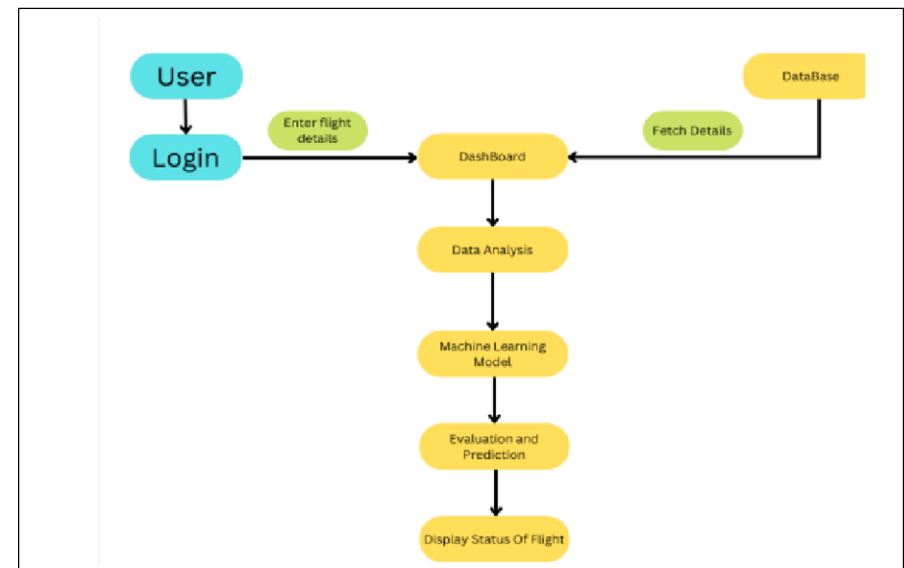 User
DataBase
Enter flight
details
Fetch Details
Login
DashBoard
Data Analysis
Machine Learning
Model
Evaluation and
Prediction
Display Status Of Flight